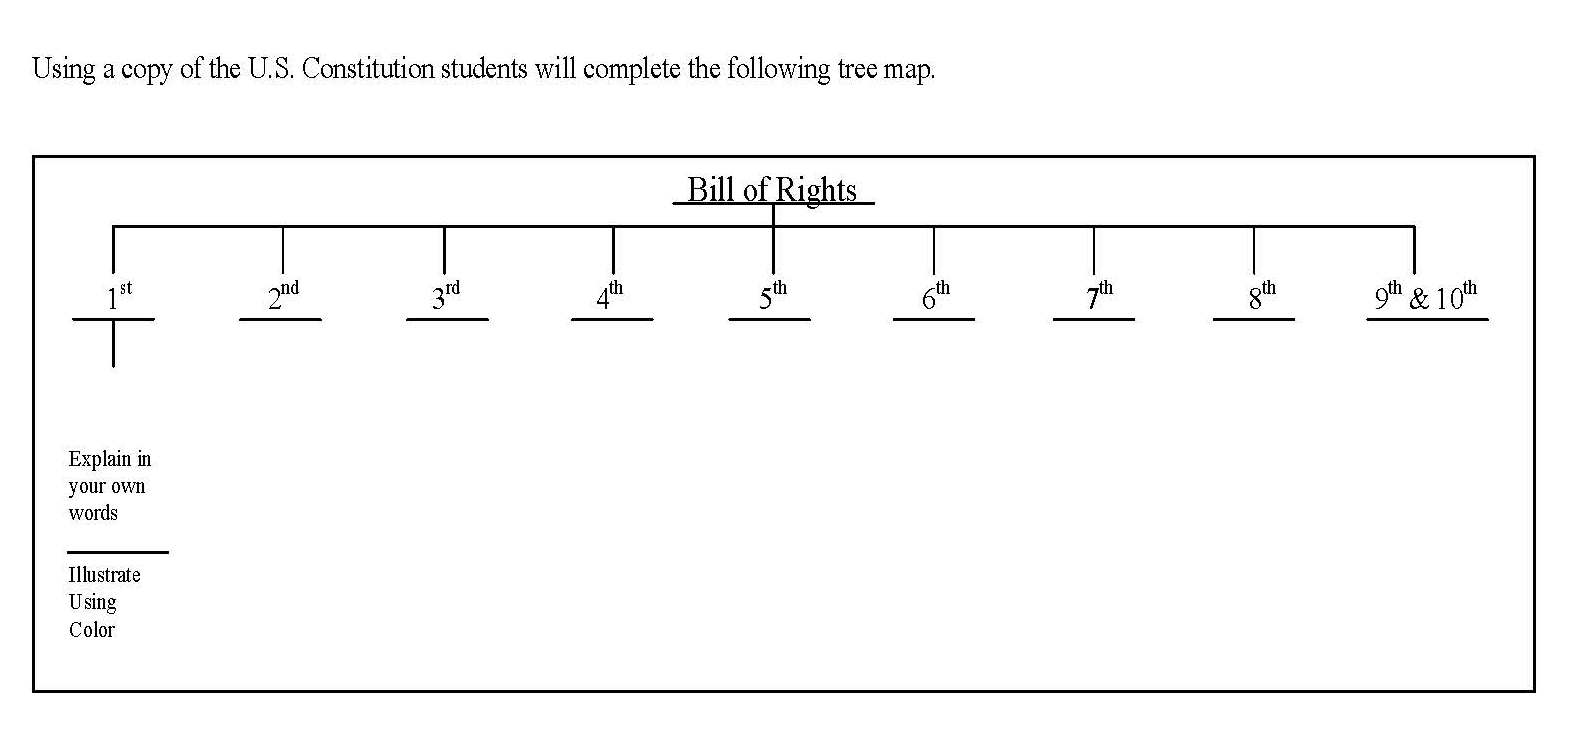 Using a copy of the U.S. Constitution students will complete the following tree map.
Bill of Rights
1st 2nd 3rd 4th 5th 6th 7th 8th 9th & 10th
Explain in
your own
words
Illustrate
Using
Color